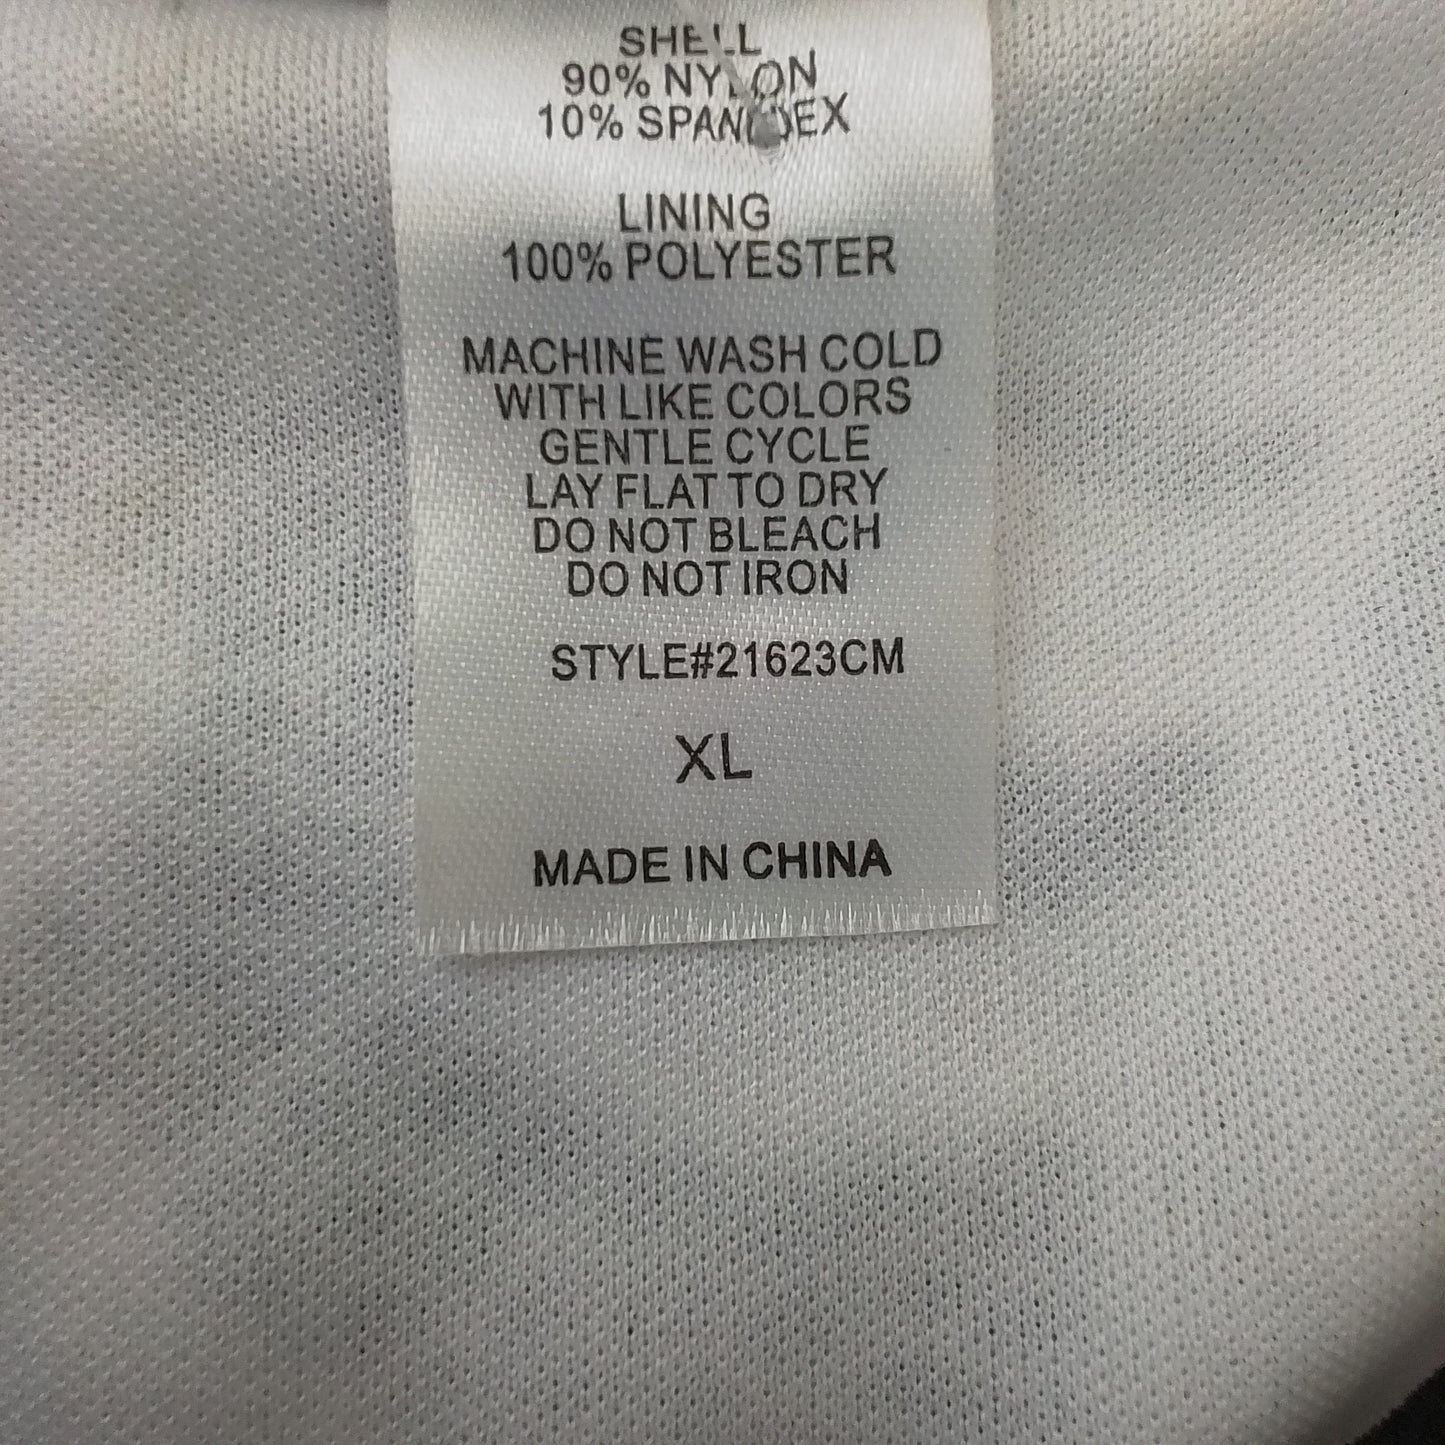 SHELL
90% NYLON
10% SPANDEX
LINING
100% POLYESTER
MACHINE WASH COLD
WITH LIKE COLORS
GENTLE CYCLE
LAY FLAT TO DRY
DO NOT BLEACH
DO NOT IRON
STYLE#21623CM
XL
MADE IN CHINA